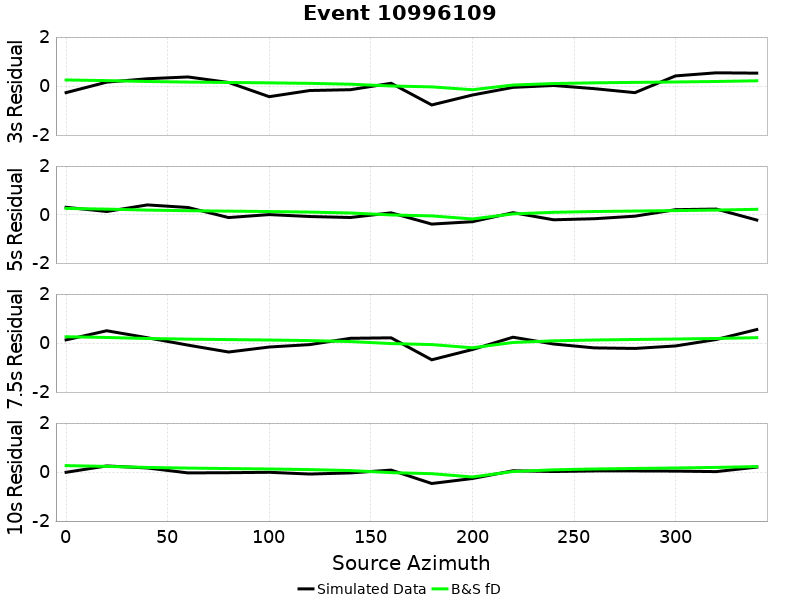 Event 10996109
3s Residual
2
0
-2
5s Residual
2
0
-2
7.5s Residual
2
0
-2
10s Residual
2
0
-2
0 50 100 150 200 250 300
Source Azimuth
Simulated Data B&S fD